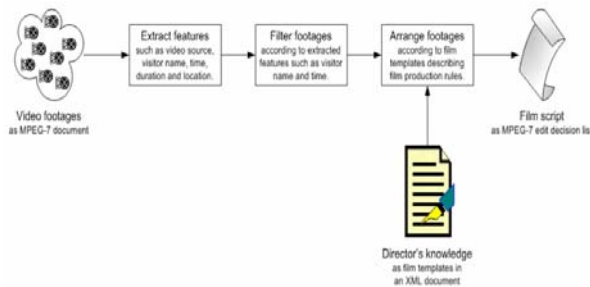 Extract features
such as video source,
visitor name, time,
duration and location.
Filter footages
according to extracted
features such as visitor
name and time.
Arrange footages
according to film
templates describing
film production rules.
Video footages
as MPEG-7 document
Film script
as MPEG-7 edit decision lis
Director's knowledge
as film templates in
an XML document